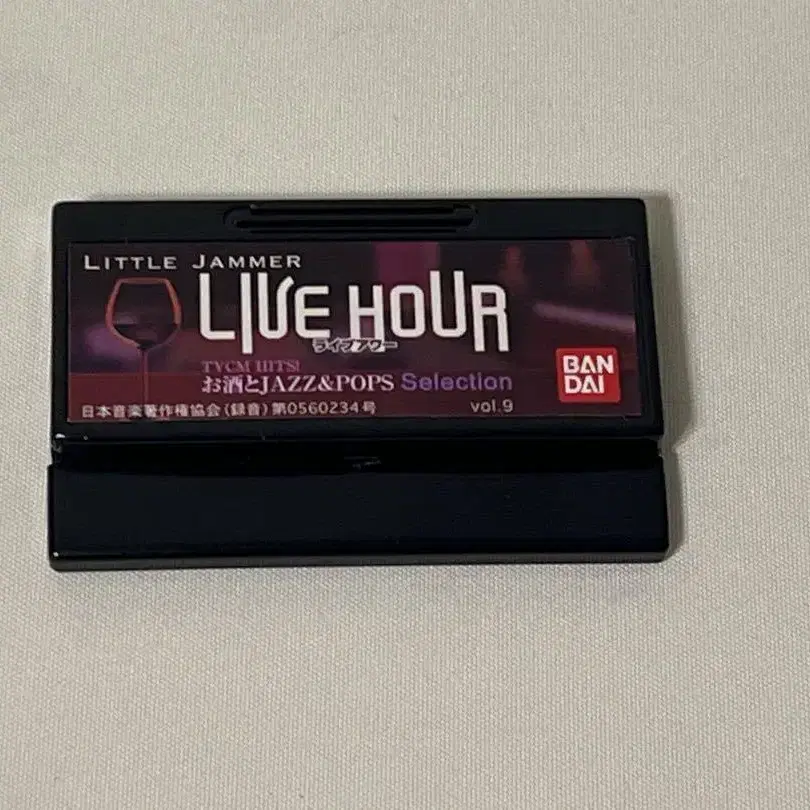 LITTLE JAMMER
LIVE HOUR
ライブアワー
TVCM HITS!
お酒とJAZZ&POPS Selection
日本音楽著作権協会(録音)第0560234号
vol.9
BAN
DAI